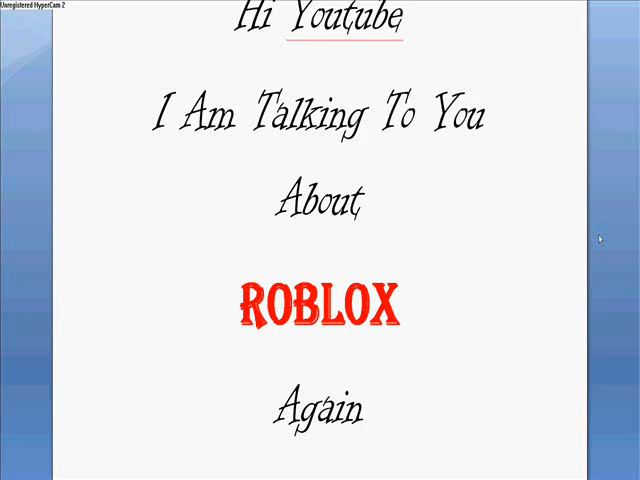 Unregistered HyperCam 2
Hi Youtube
I Am Talking To You
About
ROBLOX
Again